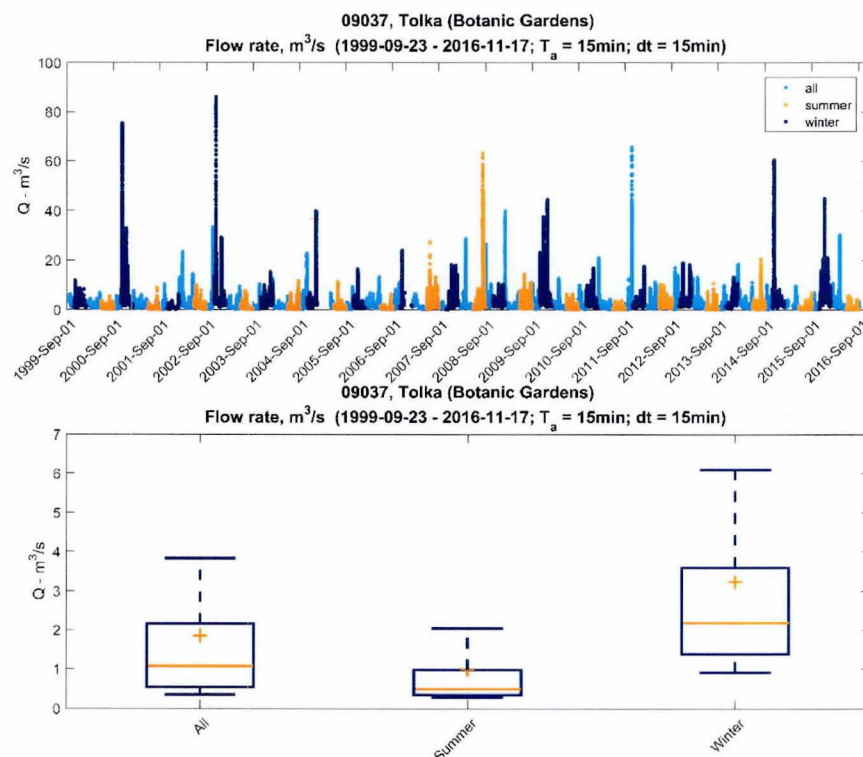 09037, Tolka (Botanic Gardens)
Flow rate, m³/s (1999-09-23 - 2016-11-17; Tₐ = 15min; dt = 15min)
100
80
60
40
20
0
Q - m³/s
all
summer
winter
1999-Sep-01
2000-Sep-01
2001-Sep-01
2002-Sep-01
2003-Sep-01
2004-Sep-01
2005-Sep-01
2006-Sep-01
2007-Sep-01
2008-Sep-01
2009-Sep-01
2010-Sep-01
2011-Sep-01
2012-Sep-01
2013-Sep-01
2014-Sep-01
2015-Sep-01
2016-Sep-01
09037, Tolka (Botanic Gardens)
Flow rate, m³/s (1999-09-23 - 2016-11-17; Tₐ = 15min; dt = 15min)
7
6
5
4
3
2
1
0
Q - m³/s
All
Summer
Winter